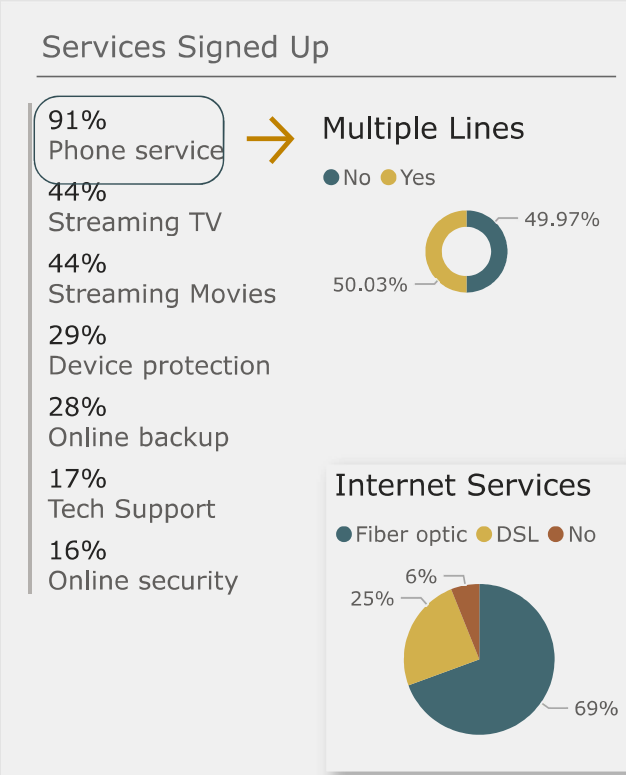 Services Signed Up
91%
Phone service
44%
Streaming TV
44%
Streaming Movies
29%
Device protection
28%
Online backup
17%
Tech Support
16%
Online security
Multiple Lines
No Yes
49.97%
50.03%
Internet Services
Fiber optic DSL No
6%
25%
69%